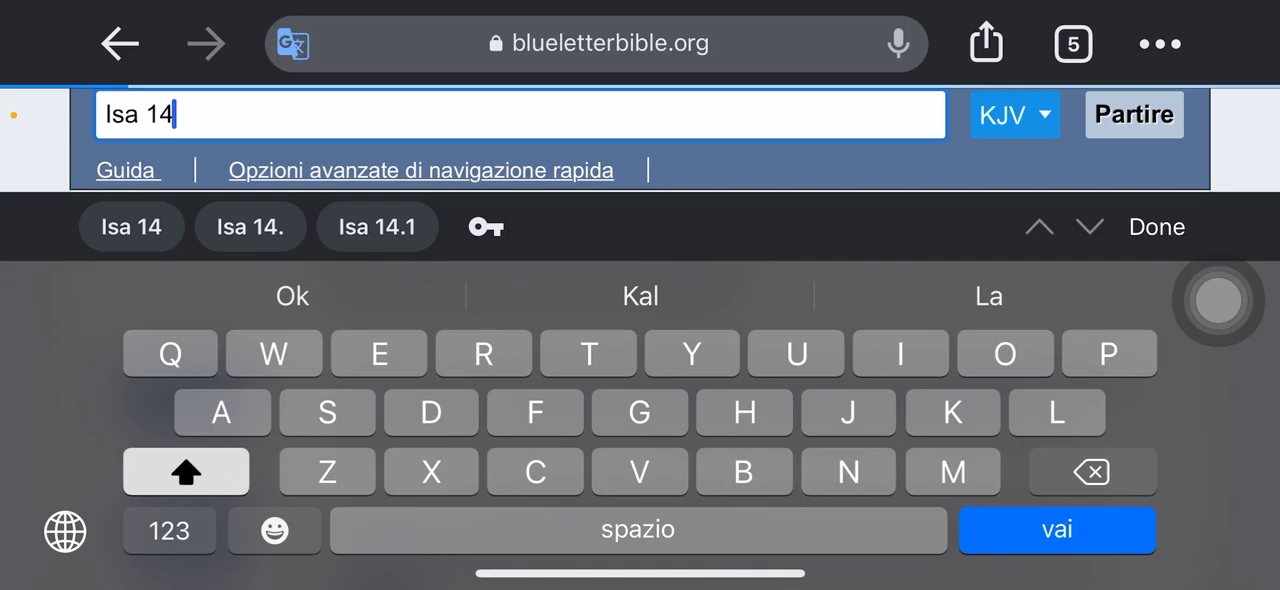 blueletterbible.org 5
Isa 14 KJV Partire
Guida | Opzioni avanzate di navigazione rapida |
Isa 14 Isa 14. Isa 14.1 Done
Ok Kal La
Q W E R T Y U I O P
A S D F G H J K L
Z X C V B N M
123 spazio vai